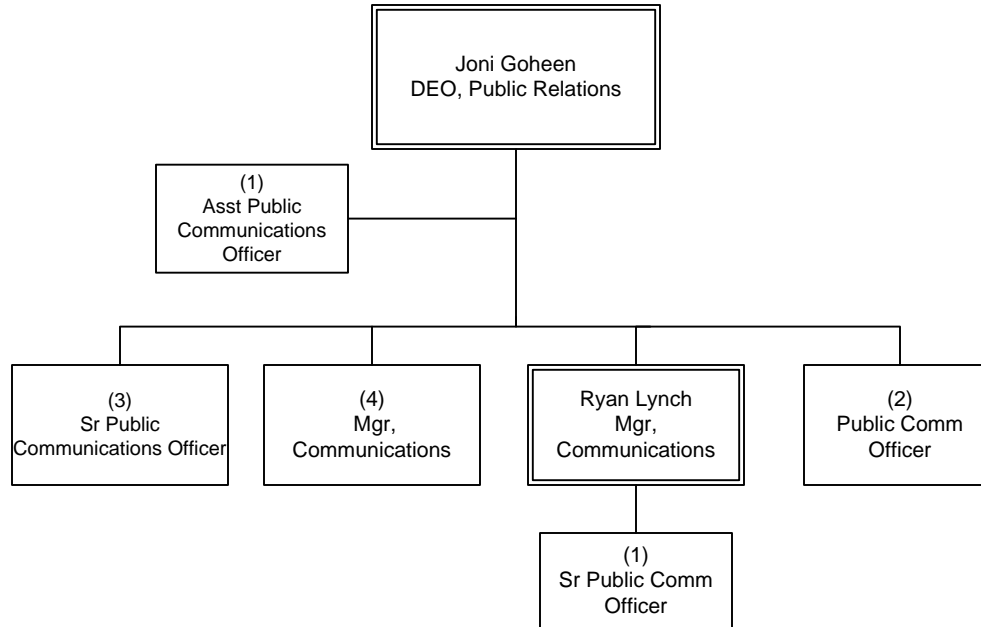 Joni Goheen
DEO, Public Relations
(1)
Asst Public
Communications
Officer
(3)
Sr Public
Communications Officer
(4)
Mgr,
Communications
Ryan Lynch
Mgr,
Communications
(2)
Public Comm
Officer
(1)
Sr Public Comm
Officer